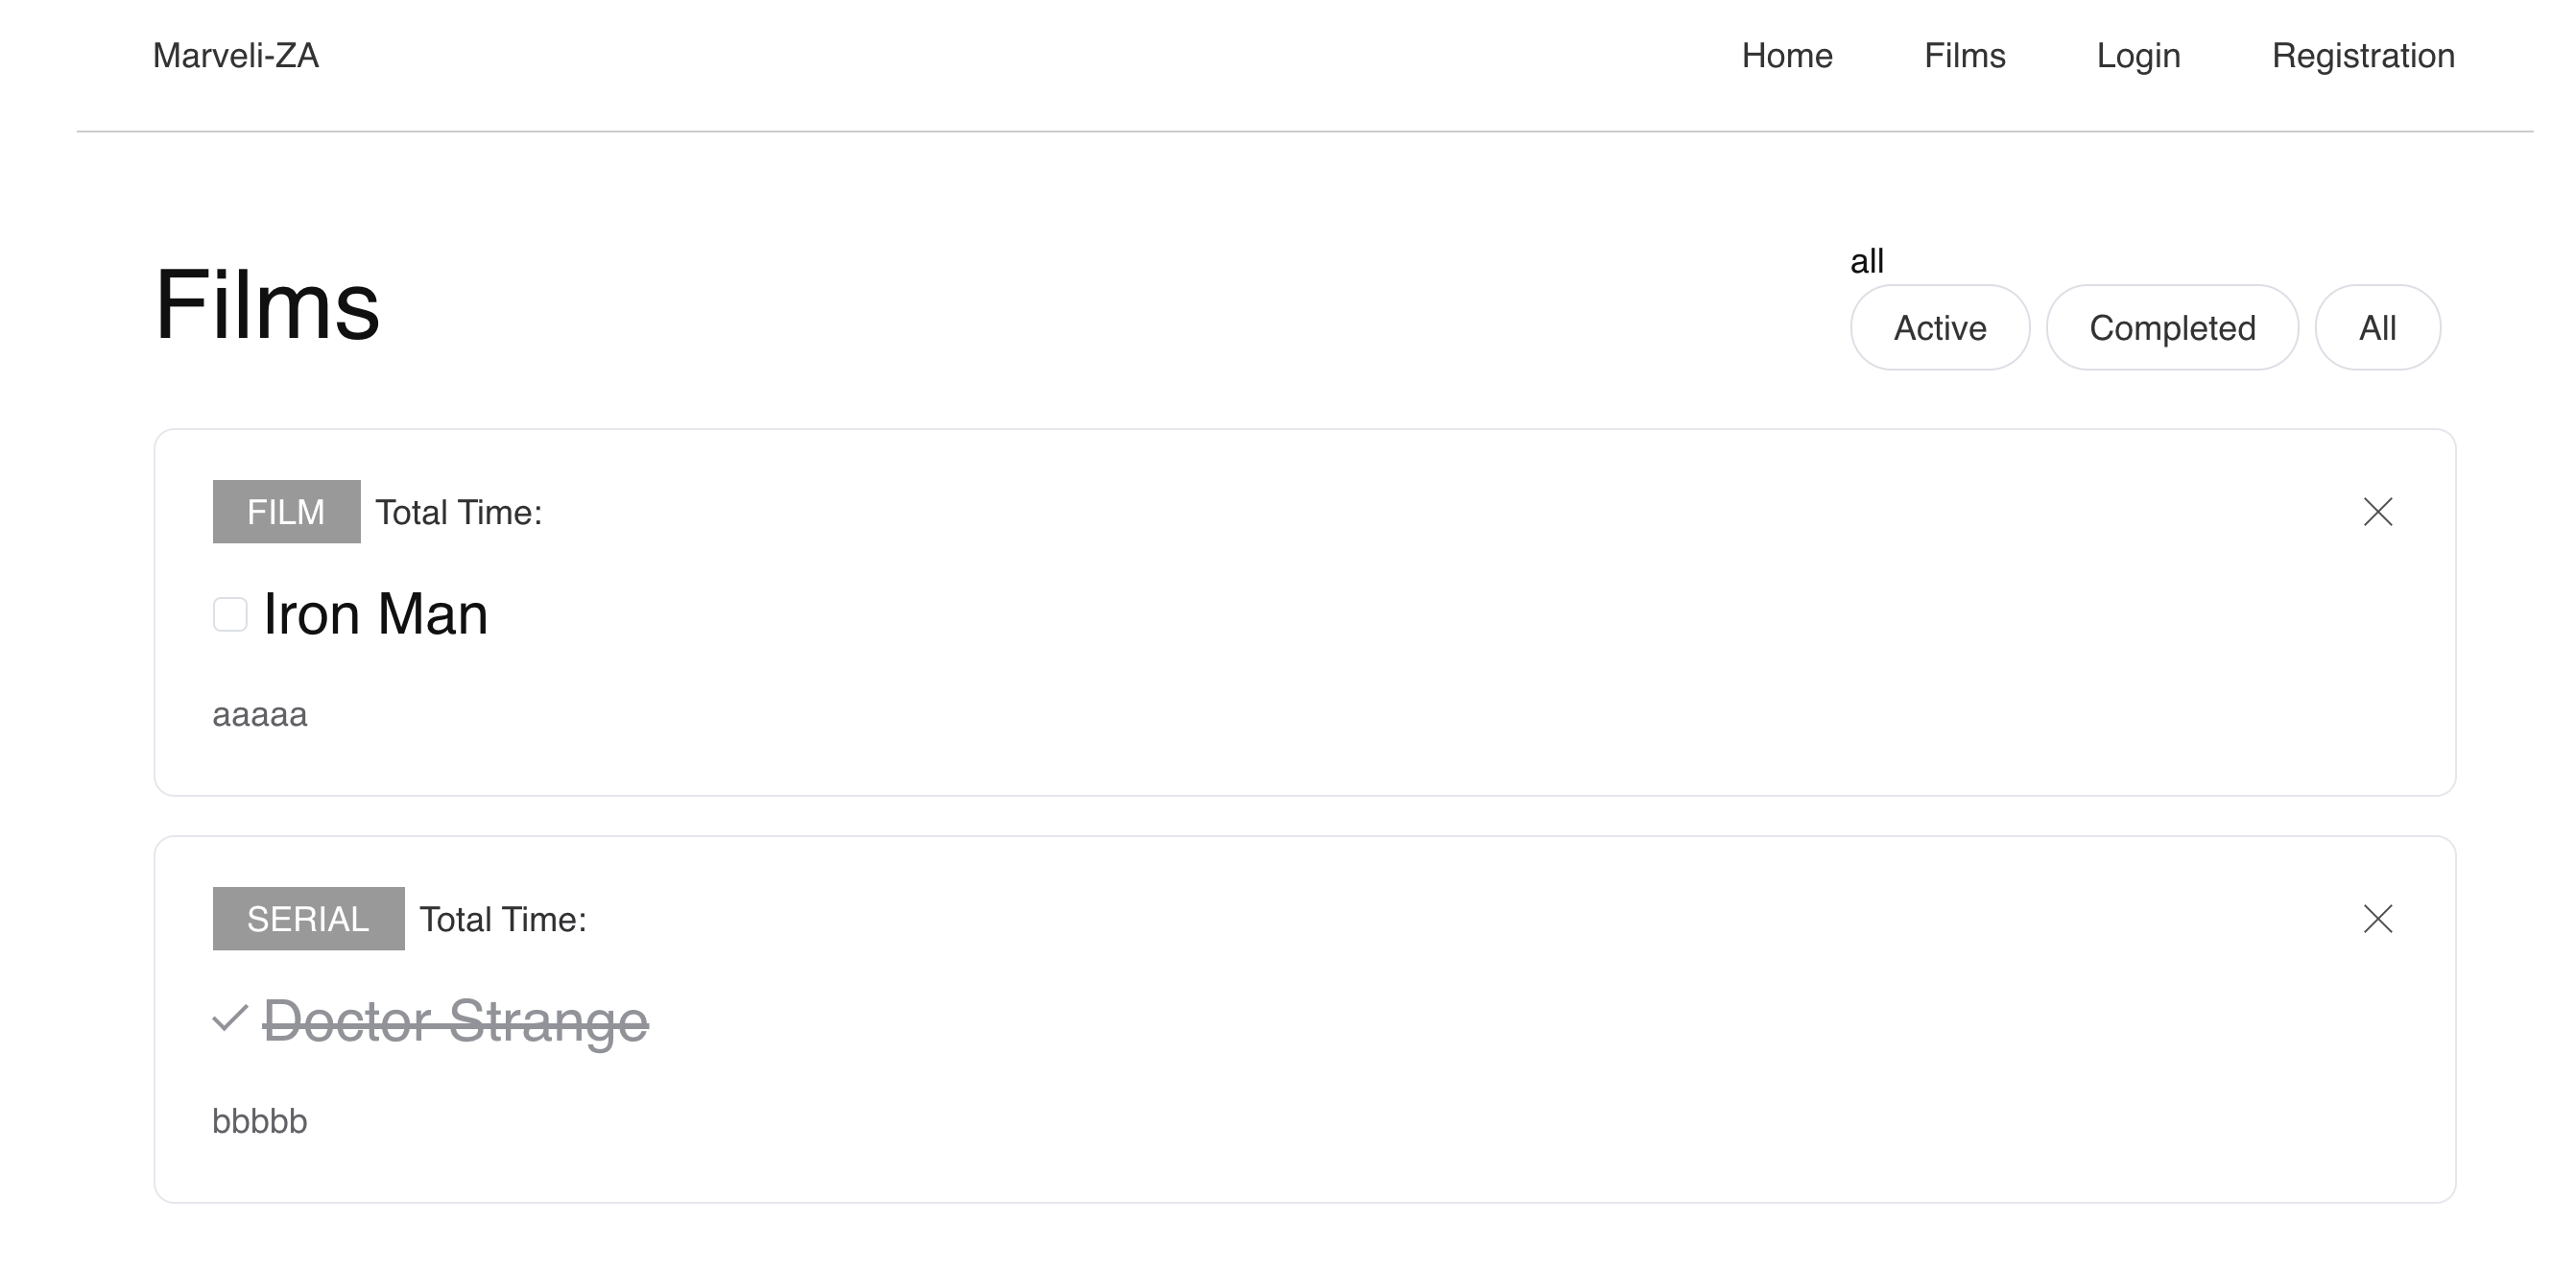 Marveli-ZA Home Films Login Registration
all
Films
Active Completed All
FILM Total Time:
Iron Man
aaaaa
SERIAL Total Time:
Doctor Strange
bbbbb